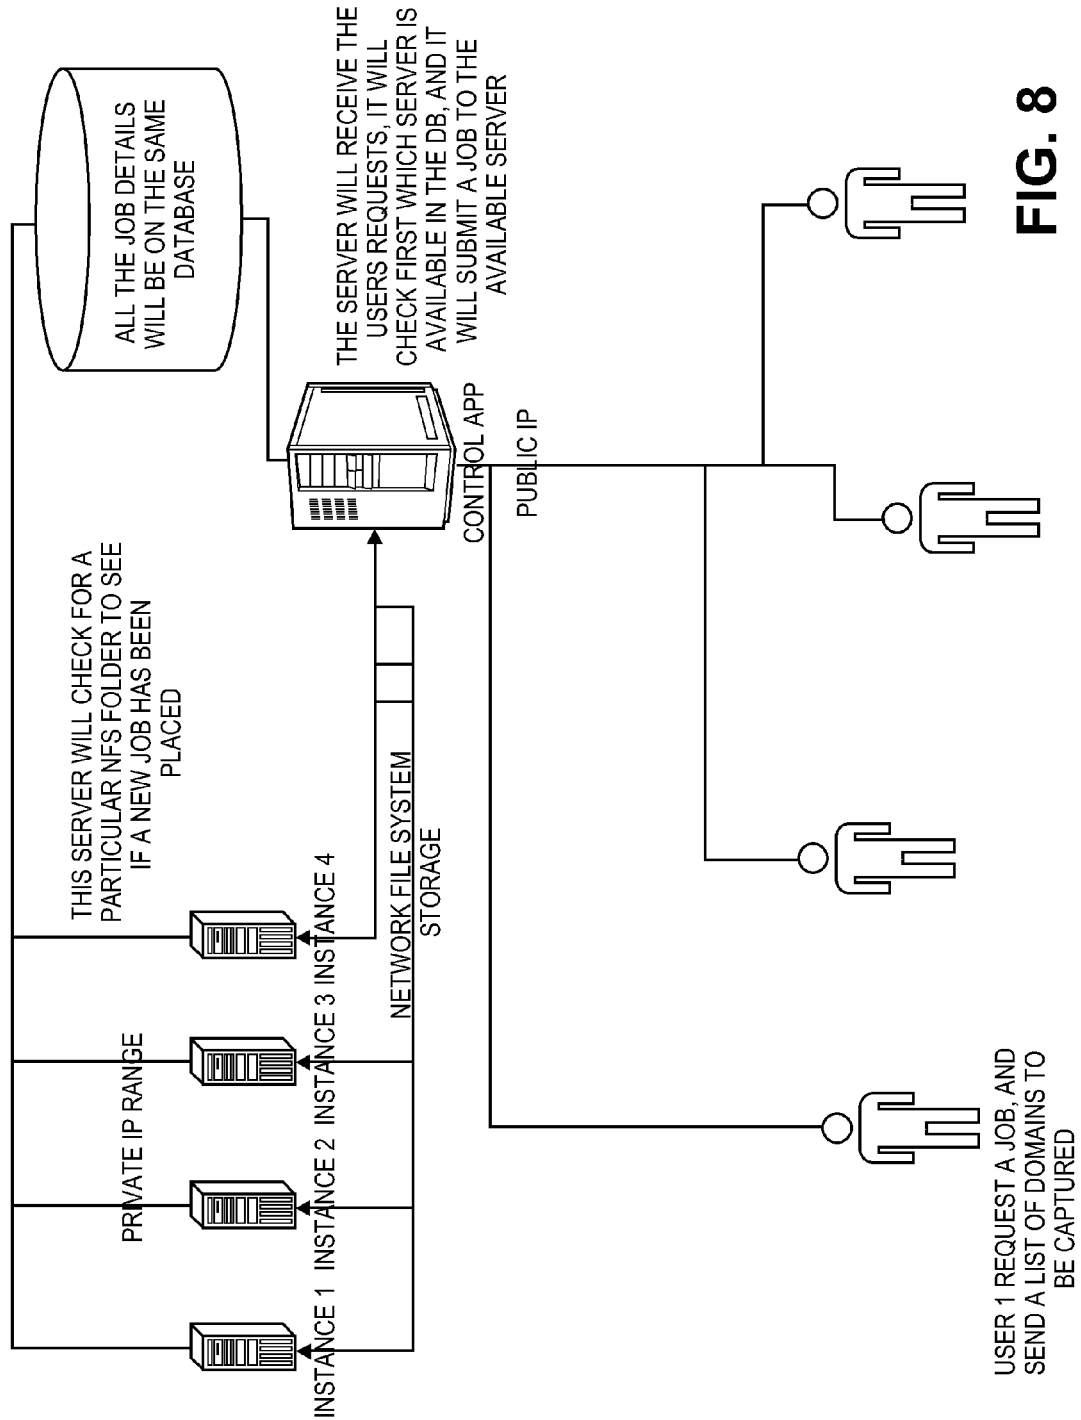 ALL THE JOB DETAILS
WILL BE ON THE SAME
DATABASE
THIS SERVER WILL CHECK FOR A
PARTICULAR NFS FOLDER TO SEE
IF A NEW JOB HAS BEEN
PLACED
PRIVATE IP RANGE
INSTANCE 1
INSTANCE 2
INSTANCE 3
INSTANCE 4
NETWORK FILE SYSTEM
STORAGE
THE SERVER WILL RECEIVE THE
USERS REQUESTS, IT WILL
CHECK FIRST WHICH SERVER IS
AVAILABLE IN THE DB, AND IT
WILL SUBMIT A JOB TO THE
AVAILABLE SERVER
CONTROL APP
PUBLIC IP
USER 1 REQUEST A JOB, AND
SEND A LIST OF DOMAINS TO
BE CAPTURED
FIG. 8